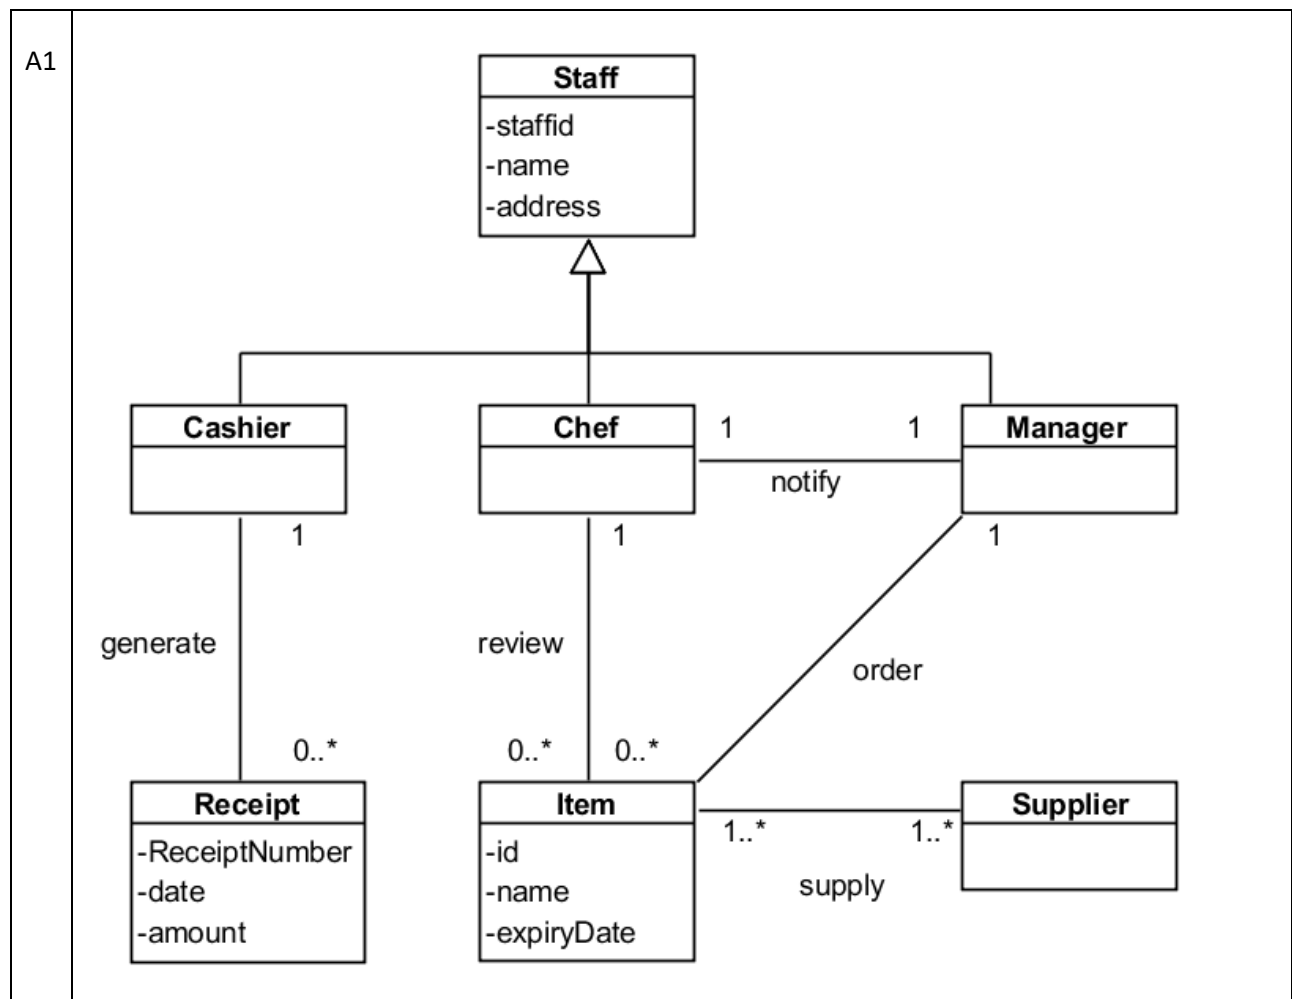 A1
Staff
-staffid
-name
-address
Cashier
Chef
1
1
Manager
notify
1
1
1
generate
review
order
0..*
0..*
0..*
Receipt
Item
Supplier
1..*
1..*
-ReceiptNumber
-date
-amount
-id
-name
-expiryDate
supply